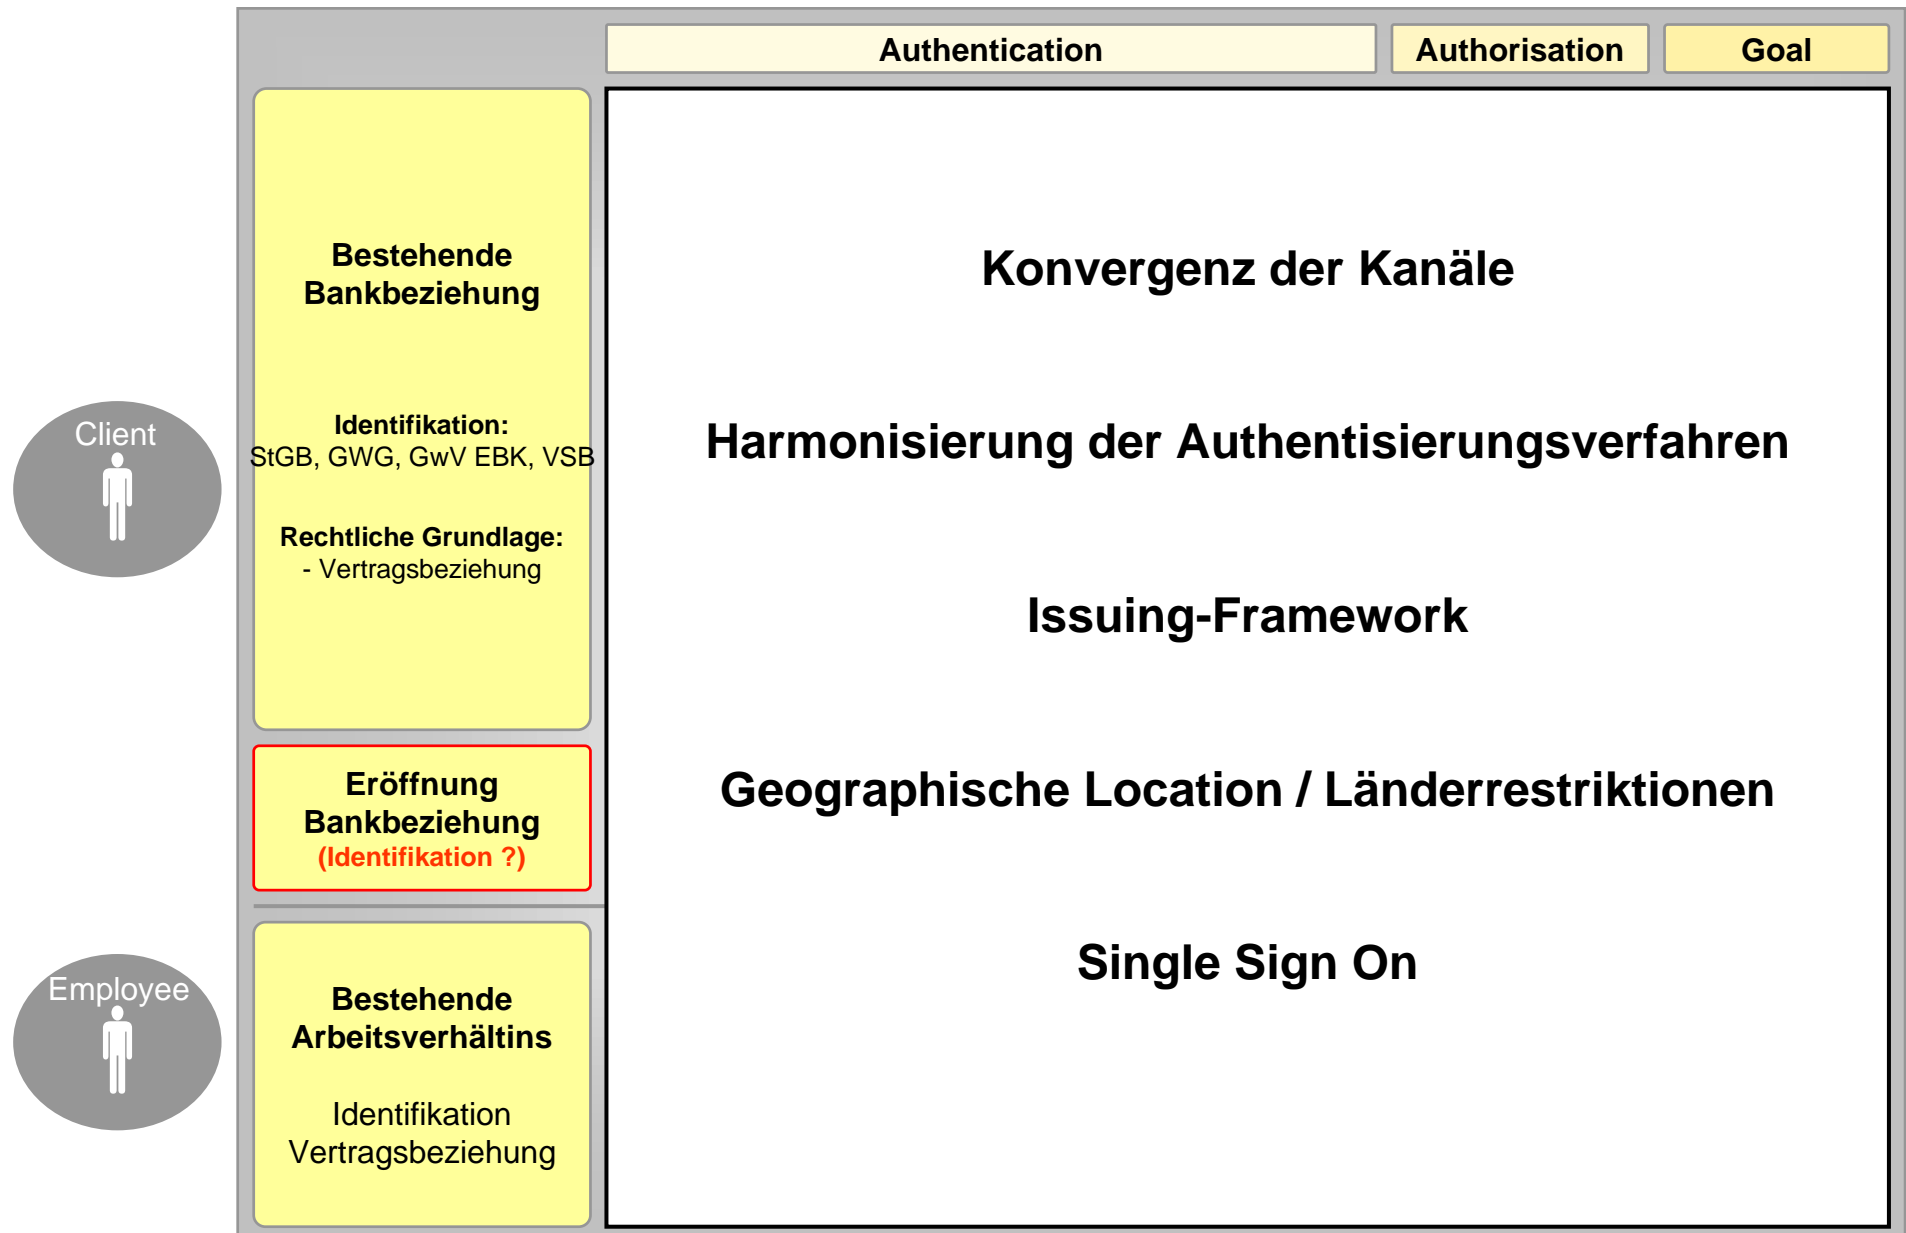 Authentication
Authorisation
Goal
Client
Bestehende
Bankbeziehung
Identifikation:
StGB, GWG, GwV EBK, VSB
Rechtliche Grundlage:
- Vertragsbeziehung
Eröffnung
Bankbeziehung
(Identifikation ?)
Employee
Bestehende
Arbeitsverhältins
Identifikation
Vertragsbeziehung
Konvergenz der Kanäle
Harmonisierung der Authentisierungsverfahren
Issuing-Framework
Geographische Location / Länderrestriktionen
Single Sign On